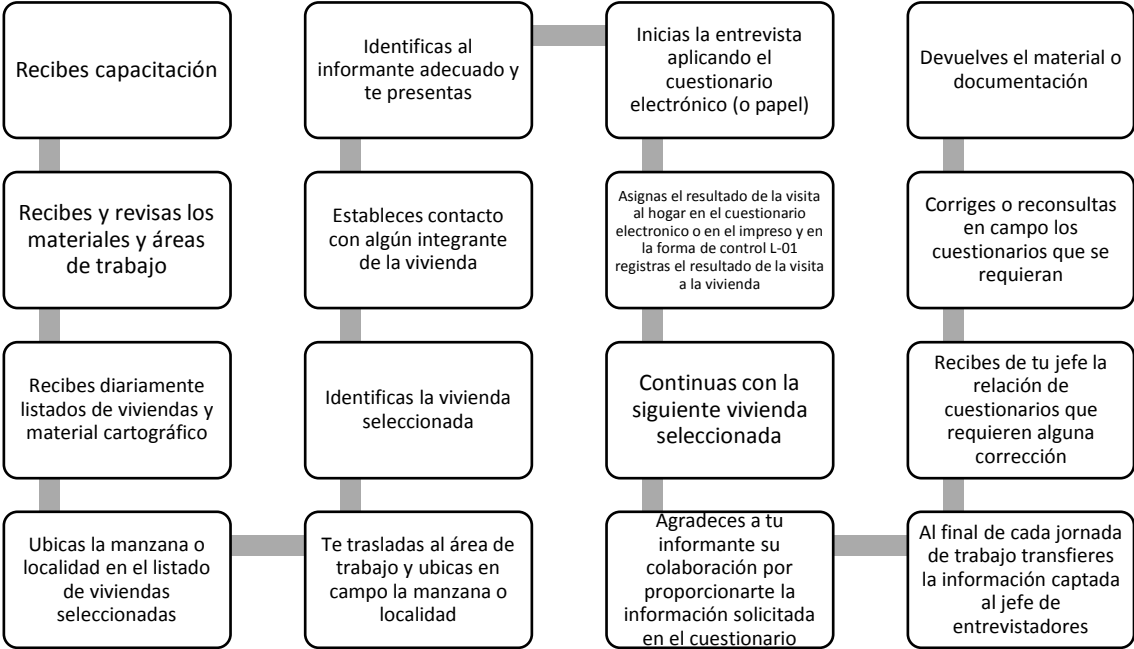 Recibes capacitación
Recibes y revisas los
materiales y áreas
de trabajo
Recibes diariamente
listados de viviendas y
material cartográfico
Ubicas la manzana o
localidad en el listado
de viviendas
seleccionadas
Te trasladas al área de
trabajo y ubicas en
campo la manzana o
localidad
Identificas la vivienda
seleccionada
Estableces contacto
con algún integrante
de la vivienda
Identificas al
informante adecuado y
te presentas
Inicias la entrevista
aplicando el
cuestionario
electrónico (o papel)
Asignas el resultado de la visita
al hogar en el cuestionario
electronico o en el impreso y en
la forma de control L-01
registras el resultado de la visita
a la vivienda
Continuas con la
siguiente vivienda
seleccionada
Agradeces a tu
informante su
colaboración por
proporcionarte la
información solicitada
en el cuestionario
Al final de cada jornada
de trabajo transfieres
la información captada
al jefe de
entrevistadores
Recibes de tu jefe la
relación de
cuestionarios que
requieren alguna
corrección
Corriges o reconsultas
en campo los
cuestionarios que se
requieran
Devuelves el material o
documentación